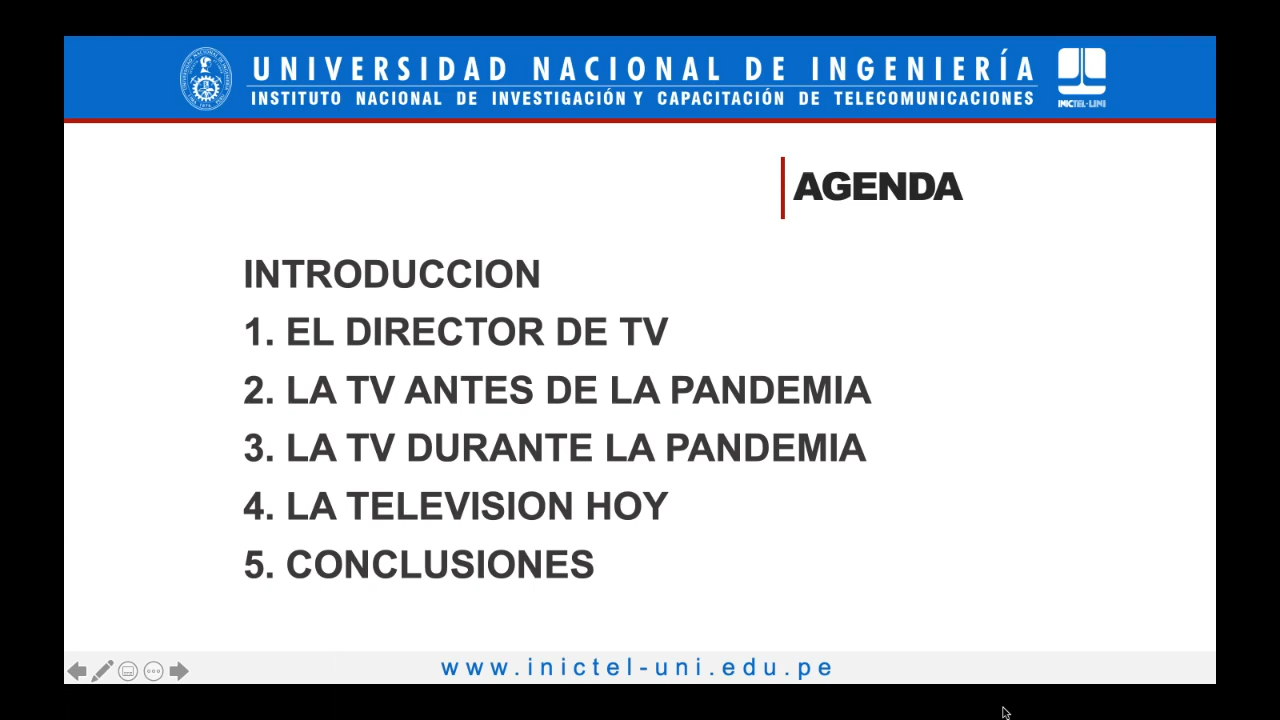 UNIVERSIDAD NACIONAL DE INGENIERÍA
INSTITUTO NACIONAL DE INVESTIGACIÓN Y CAPACITACIÓN DE TELECOMUNICACIONES
INICTEL-UNI
AGENDA
INTRODUCCION
1. EL DIRECTOR DE TV
2. LA TV ANTES DE LA PANDEMIA
3. LA TV DURANTE LA PANDEMIA
4. LA TELEVISION HOY
5. CONCLUSIONES
www.inictel-uni.edu.pe